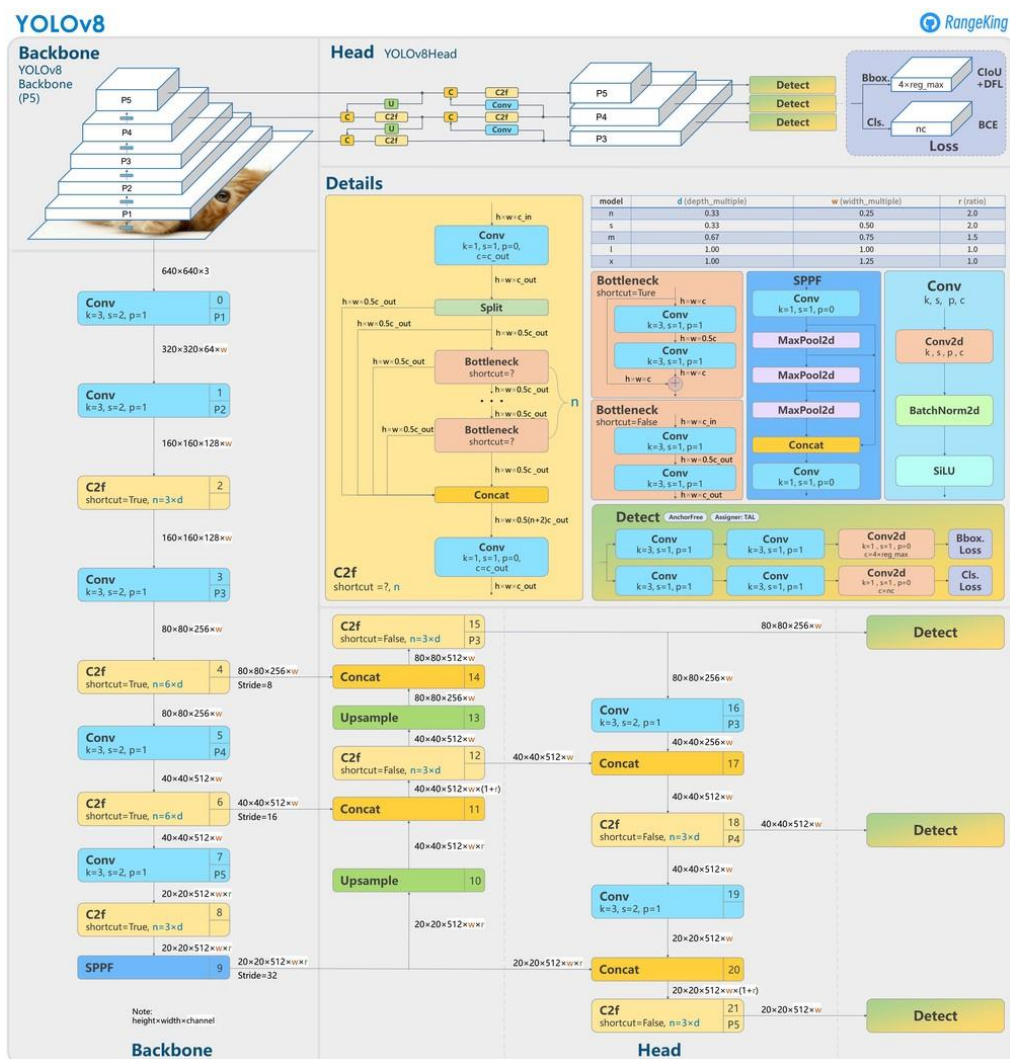 YOLOv8
RangeKing
Backbone
YOLOv8
Backbone
(P5)
P5
P4
P3
P2
P1
Head YOLOv8Head
C
C2f
U
Conv
C
C2f
C
C2f
U
Conv
C
C2f
P5
P4
P3
Detect
Detect
Detect
Bbox.
4×reg_max
CIoU
+DFL
Cls.
nc
BCE
Loss
Details
h×w×c_in
Conv
k=1, s=1, p=0,
c=c_out
h×w×c_out
h×w×0.5c_out
Split
h×w×0.5c_out
h×w×0.5c_out
h×w×0.5c_out
Bottleneck
shortcut=?
h×w×0.5c_out
. . .
n
h×w×0.5c_out
h×w×0.5c_out
Bottleneck
shortcut=?
h×w×0.5c_out
Concat
h×w×0.5(n+2)c_out
Conv
k=1, s=1, p=0,
c=c_out
h×w×c_out
C2f
shortcut =?, n
model d (depth_multiple) w (width_multiple) r (ratio)
n 0.33 0.25 2.0
s 0.33 0.50 2.0
m 0.67 0.75 1.5
l 1.00 1.00 1.0
x 1.00 1.25 1.0
Bottleneck
shortcut=Ture
h×w×c
Conv
k=3, s=1, p=1
h×w×0.5c
Conv
k=3, s=1, p=1
h×w×c
h×w×c
+
Bottleneck
shortcut=False
h×w×c_in
Conv
k=3, s=1, p=1
h×w×0.5c_out
Conv
k=3, s=1, p=1
h×w×c_out
SPPF
Conv
k=1, s=1, p=0
MaxPool2d
MaxPool2d
MaxPool2d
Concat
Conv
k=1, s=1, p=0
Conv
k, s, p, c
Conv2d
k, s, p, c
BatchNorm2d
SiLU
Detect AnchorFree Assigner: TAL
Conv
k=3, s=1, p=1
Conv
k=3, s=1, p=1
Conv2d
k=1, s=1, p=0
c=4×reg_max
Bbox.
Loss
Conv
k=3, s=1, p=1
Conv
k=3, s=1, p=1
Conv2d
k=1, s=1, p=0
c=nc
Cls.
Loss
640×640×3
Conv
k=3, s=2, p=1
0
P1
320×320×64×w
Conv
k=3, s=2, p=1
1
P2
160×160×128×w
C2f
shortcut=True, n=3×d
2
160×160×128×w
Conv
k=3, s=2, p=1
3
P3
80×80×256×w
C2f
shortcut=True, n=6×d
4
80×80×256×w
Stride=8
80×80×256×w
Conv
k=3, s=2, p=1
5
P4
40×40×512×w
C2f
shortcut=True, n=6×d
6
40×40×512×w
Stride=16
40×40×512×w
Conv
k=3, s=2, p=1
7
P5
20×20×512×w×r
C2f
shortcut=True, n=3×d
8
20×20×512×w×r
SPPF
9
20×20×512×w×r
Stride=32
Note:
height×width×channel
Backbone
C2f
shortcut=False, n=3×d
15
P3
80×80×512×w
Concat
14
80×80×512×w
Upsample
13
40×40×512×w
C2f
shortcut=False, n=3×d
12
40×40×512×w
40×40×512×w×(1+r)
Concat
11
40×40×512×w×r
Upsample
10
20×20×512×w×r
80×80×256×w
Detect
80×80×256×w
Conv
k=3, s=2, p=1
16
P3
40×40×256×w
Concat
17
40×40×512×w
C2f
shortcut=False, n=3×d
18
P4
40×40×512×w
Detect
40×40×512×w
Conv
k=3, s=2, p=1
19
20×20×512×w
20×20×512×w×r
Concat
20
20×20×512×w×(1+r)
C2f
shortcut=False, n=3×d
21
P5
20×20×512×w
Detect
Head